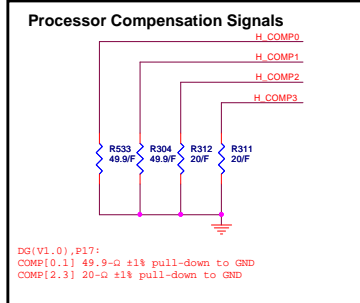 Processor Compensation Signals
H_COMP0
H_COMP1
H_COMP2
H_COMP3
R533 R304 R312 R311
49.9/F 49.9/F 20/F 20/F
DG(V1.0),P17:
COMP[0.1] 49.9-Ω ±1% pull-down to GND
COMP[2.3] 20-Ω ±1% pull-down to GND